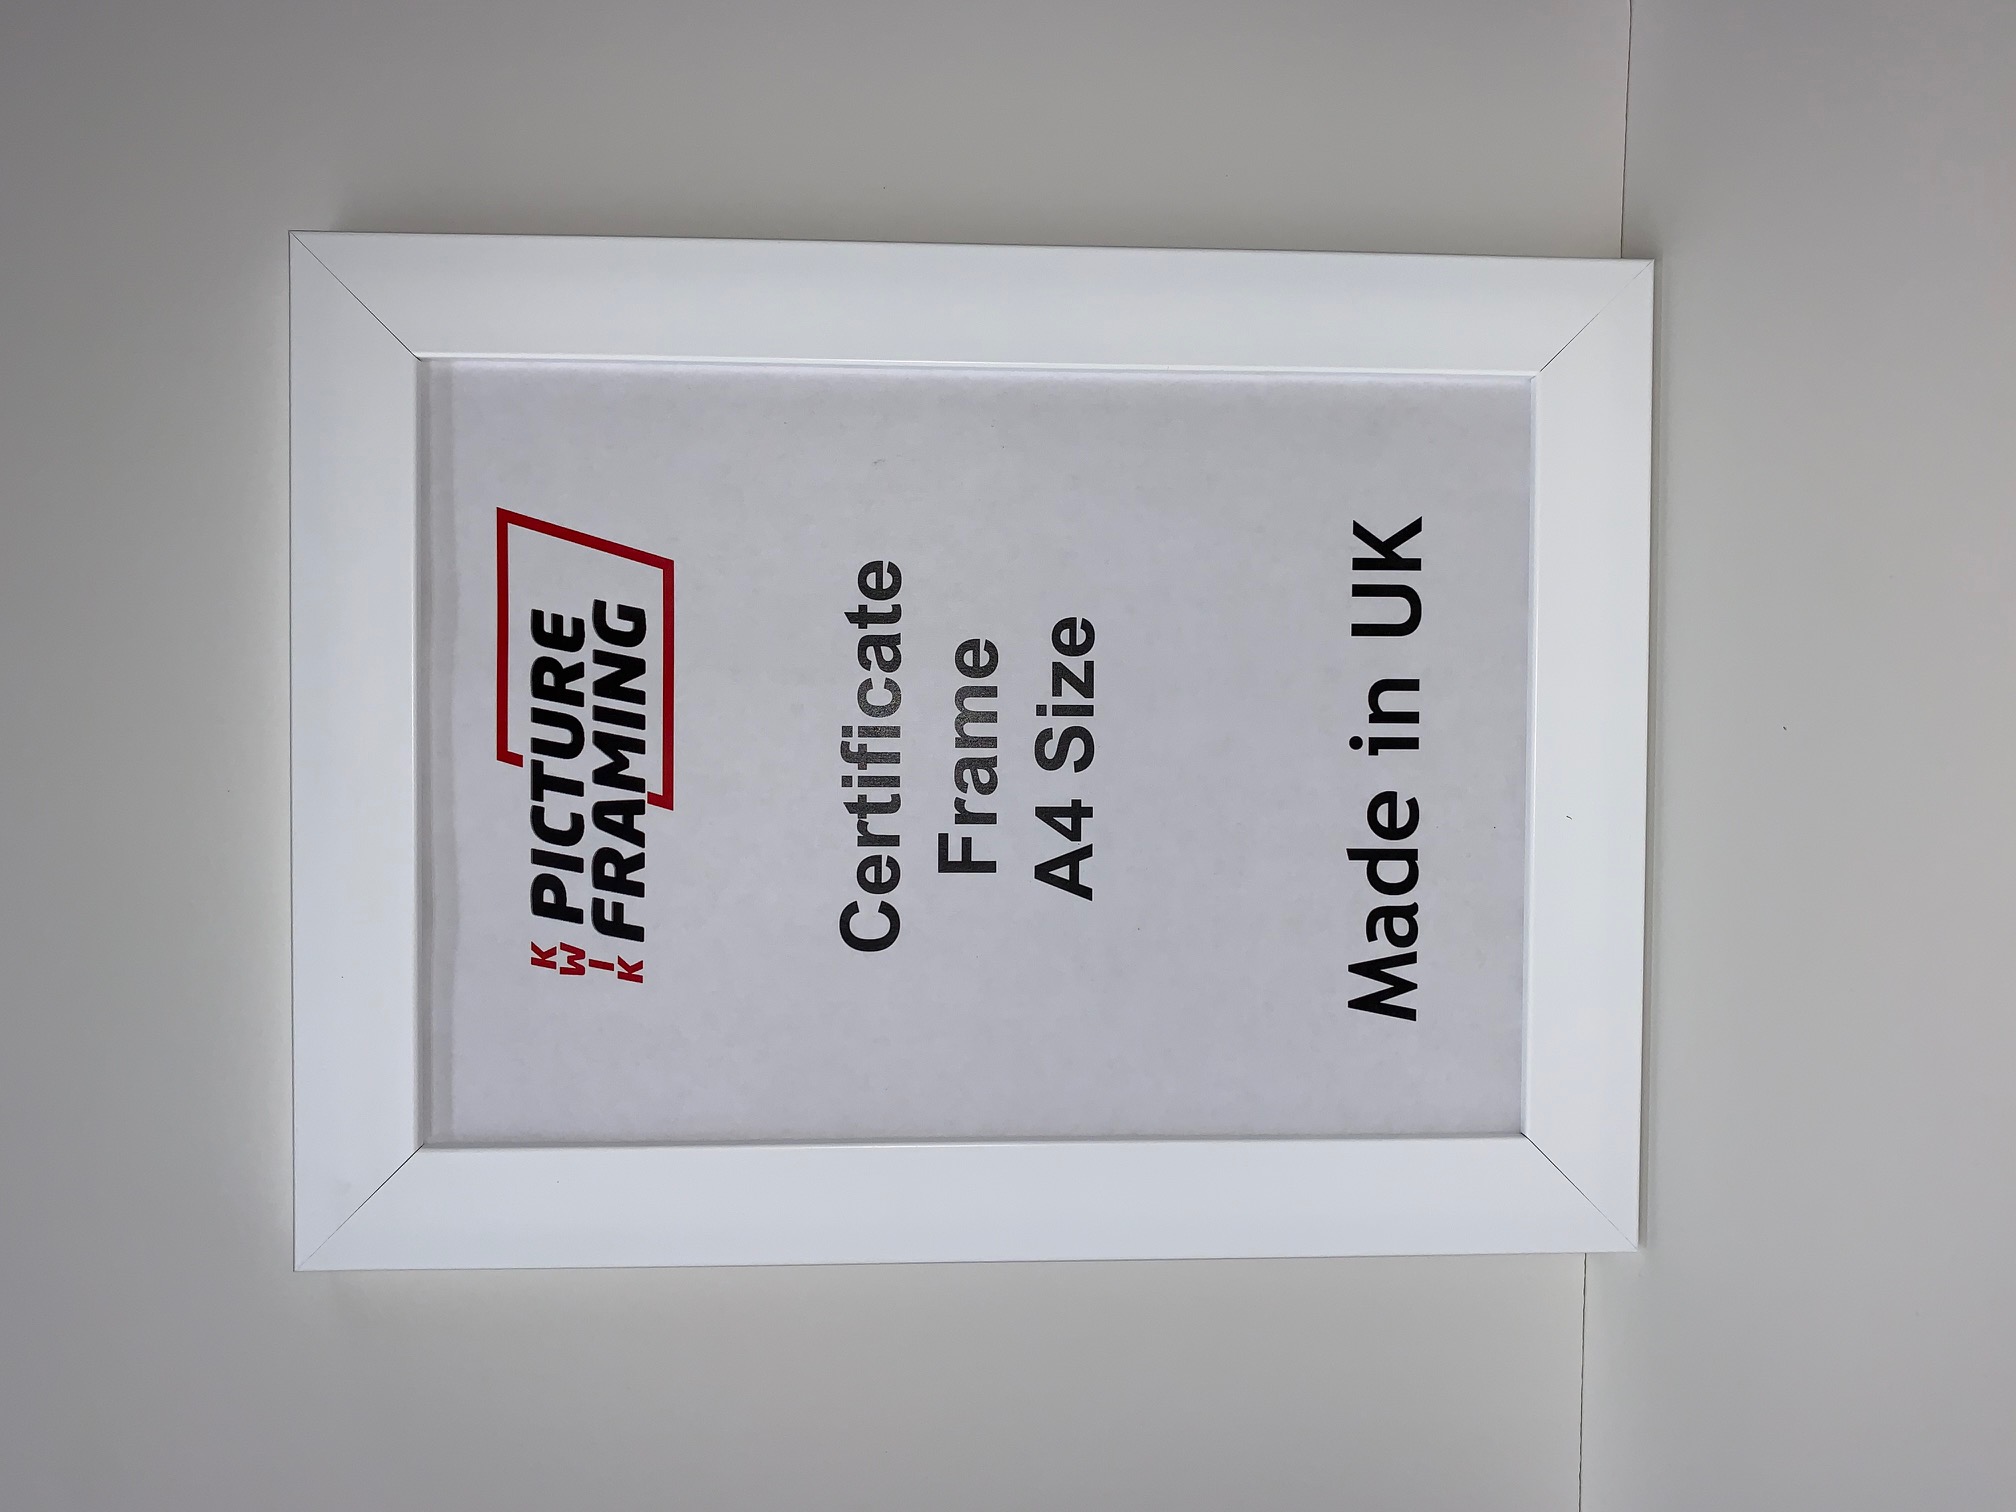 KWIK
PICTURE
FRAMING
Certificate
Frame
A4 Size
Made in UK